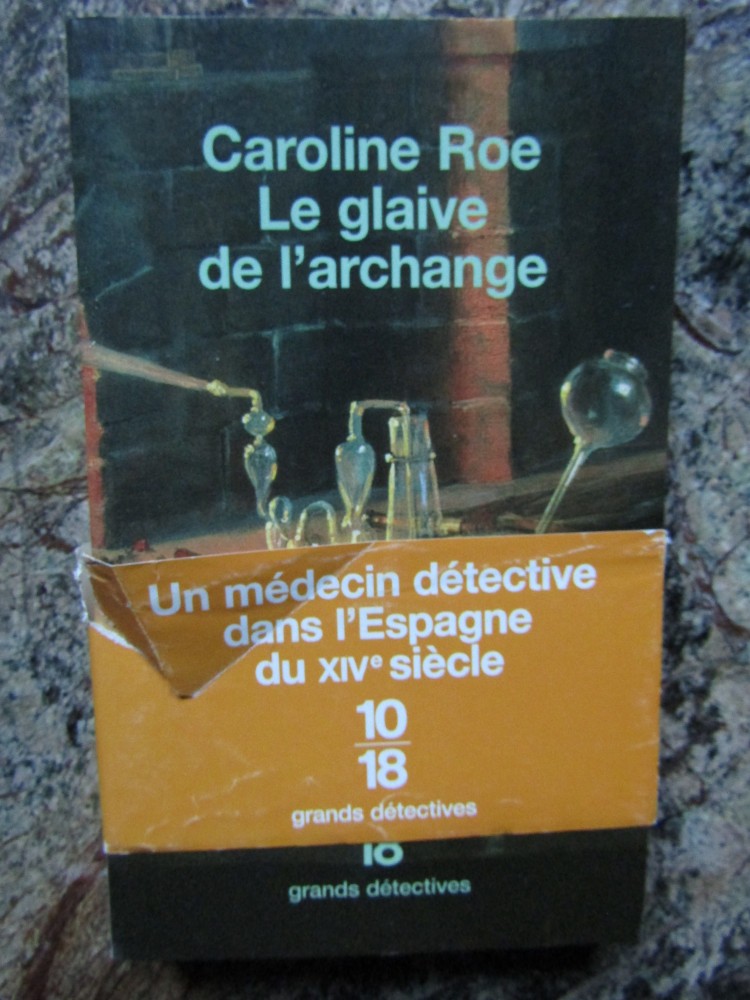 Caroline Roe
Le glaive
de l'archange
Un médecin détective
dans l'Espagne
du XIVe siècle
10
18
grands détectives
18
grands détectives